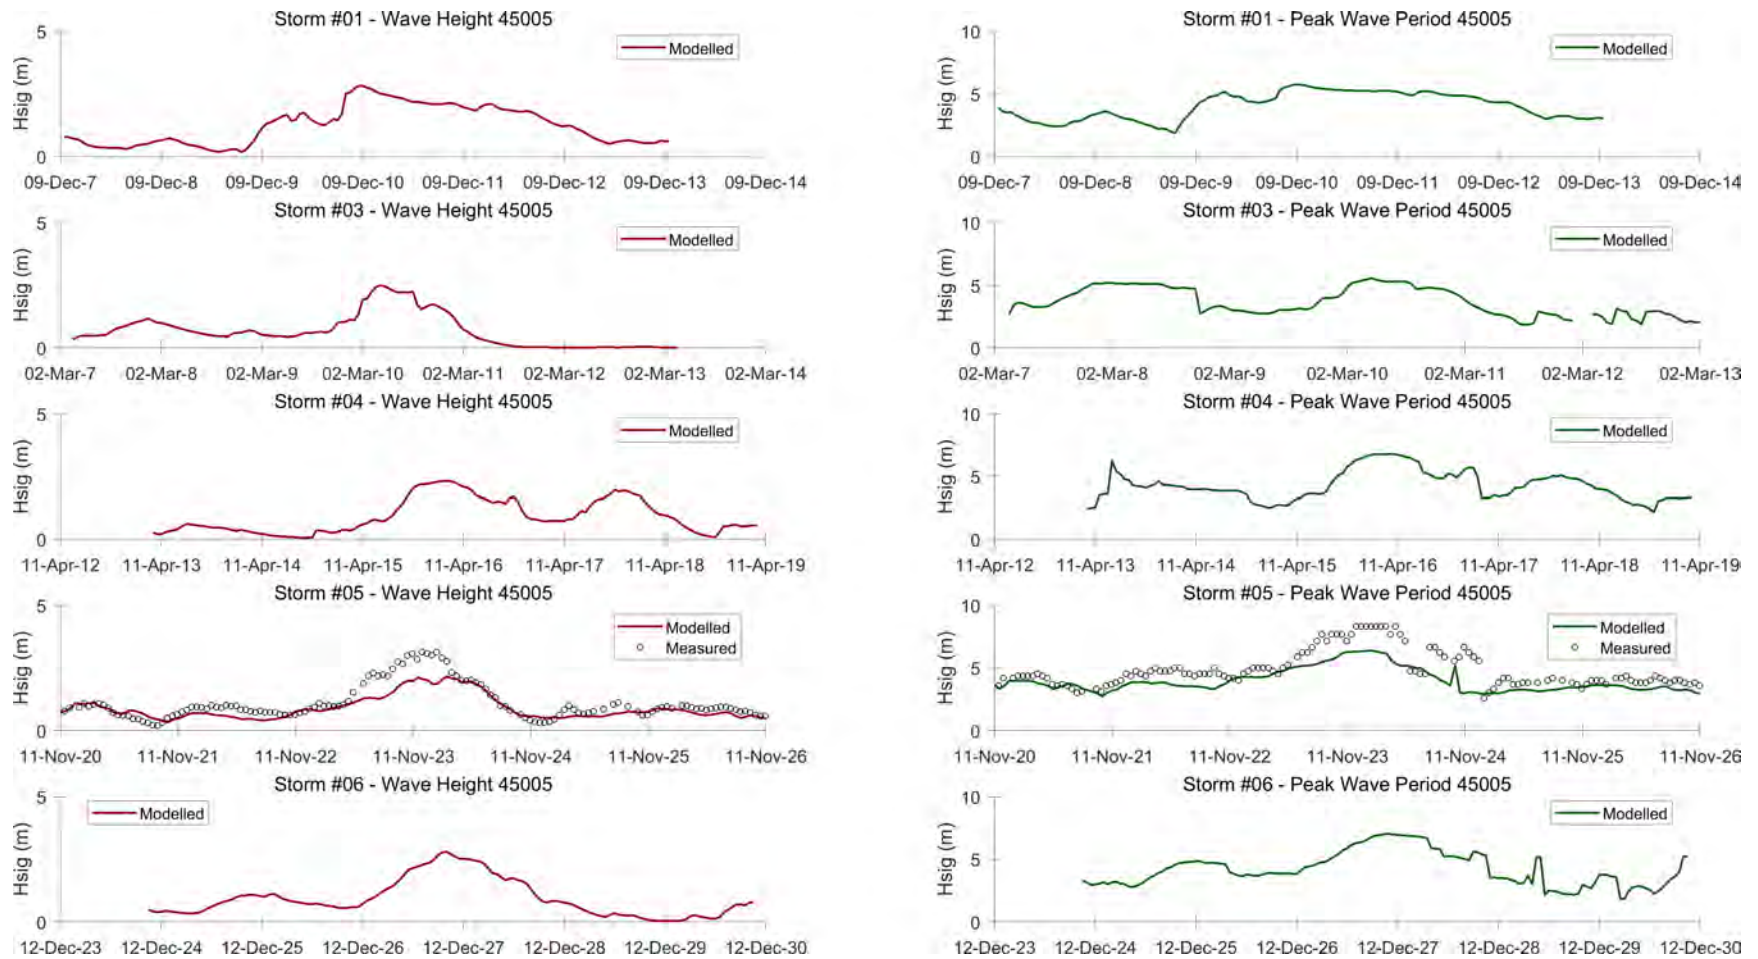 Storm #01 - Wave Height 45005
5
Hsig (m)
0
Modelled
09-Dec-7 09-Dec-8 09-Dec-9 09-Dec-10 09-Dec-11 09-Dec-12 09-Dec-13 09-Dec-14
Storm #01 - Peak Wave Period 45005
10
5
Hsig (m)
0
Modelled
09-Dec-7 09-Dec-8 09-Dec-9 09-Dec-10 09-Dec-11 09-Dec-12 09-Dec-13 09-Dec-14
Storm #03 - Wave Height 45005
5
Hsig (m)
0
Modelled
02-Mar-7 02-Mar-8 02-Mar-9 02-Mar-10 02-Mar-11 02-Mar-12 02-Mar-13 02-Mar-14
Storm #03 - Peak Wave Period 45005
10
5
Hsig (m)
0
Modelled
02-Mar-7 02-Mar-8 02-Mar-9 02-Mar-10 02-Mar-11 02-Mar-12 02-Mar-13
Storm #04 - Wave Height 45005
5
Hsig (m)
0
Modelled
11-Apr-12 11-Apr-13 11-Apr-14 11-Apr-15 11-Apr-16 11-Apr-17 11-Apr-18 11-Apr-19
Storm #04 - Peak Wave Period 45005
10
5
Hsig (m)
0
Modelled
11-Apr-12 11-Apr-13 11-Apr-14 11-Apr-15 11-Apr-16 11-Apr-17 11-Apr-18 11-Apr-19
Storm #05 - Wave Height 45005
5
Hsig (m)
0
Modelled
Measured
11-Nov-20 11-Nov-21 11-Nov-22 11-Nov-23 11-Nov-24 11-Nov-25 11-Nov-26
Storm #05 - Peak Wave Period 45005
10
5
Hsig (m)
0
Modelled
Measured
11-Nov-20 11-Nov-21 11-Nov-22 11-Nov-23 11-Nov-24 11-Nov-25 11-Nov-26
Storm #06 - Wave Height 45005
5
Hsig (m)
0
Modelled
12-Dec-23 12-Dec-24 12-Dec-25 12-Dec-26 12-Dec-27 12-Dec-28 12-Dec-29 12-Dec-30
Storm #06 - Peak Wave Period 45005
10
5
Hsig (m)
0
Modelled
12-Dec-23 12-Dec-24 12-Dec-25 12-Dec-26 12-Dec-27 12-Dec-28 12-Dec-29 12-Dec-30